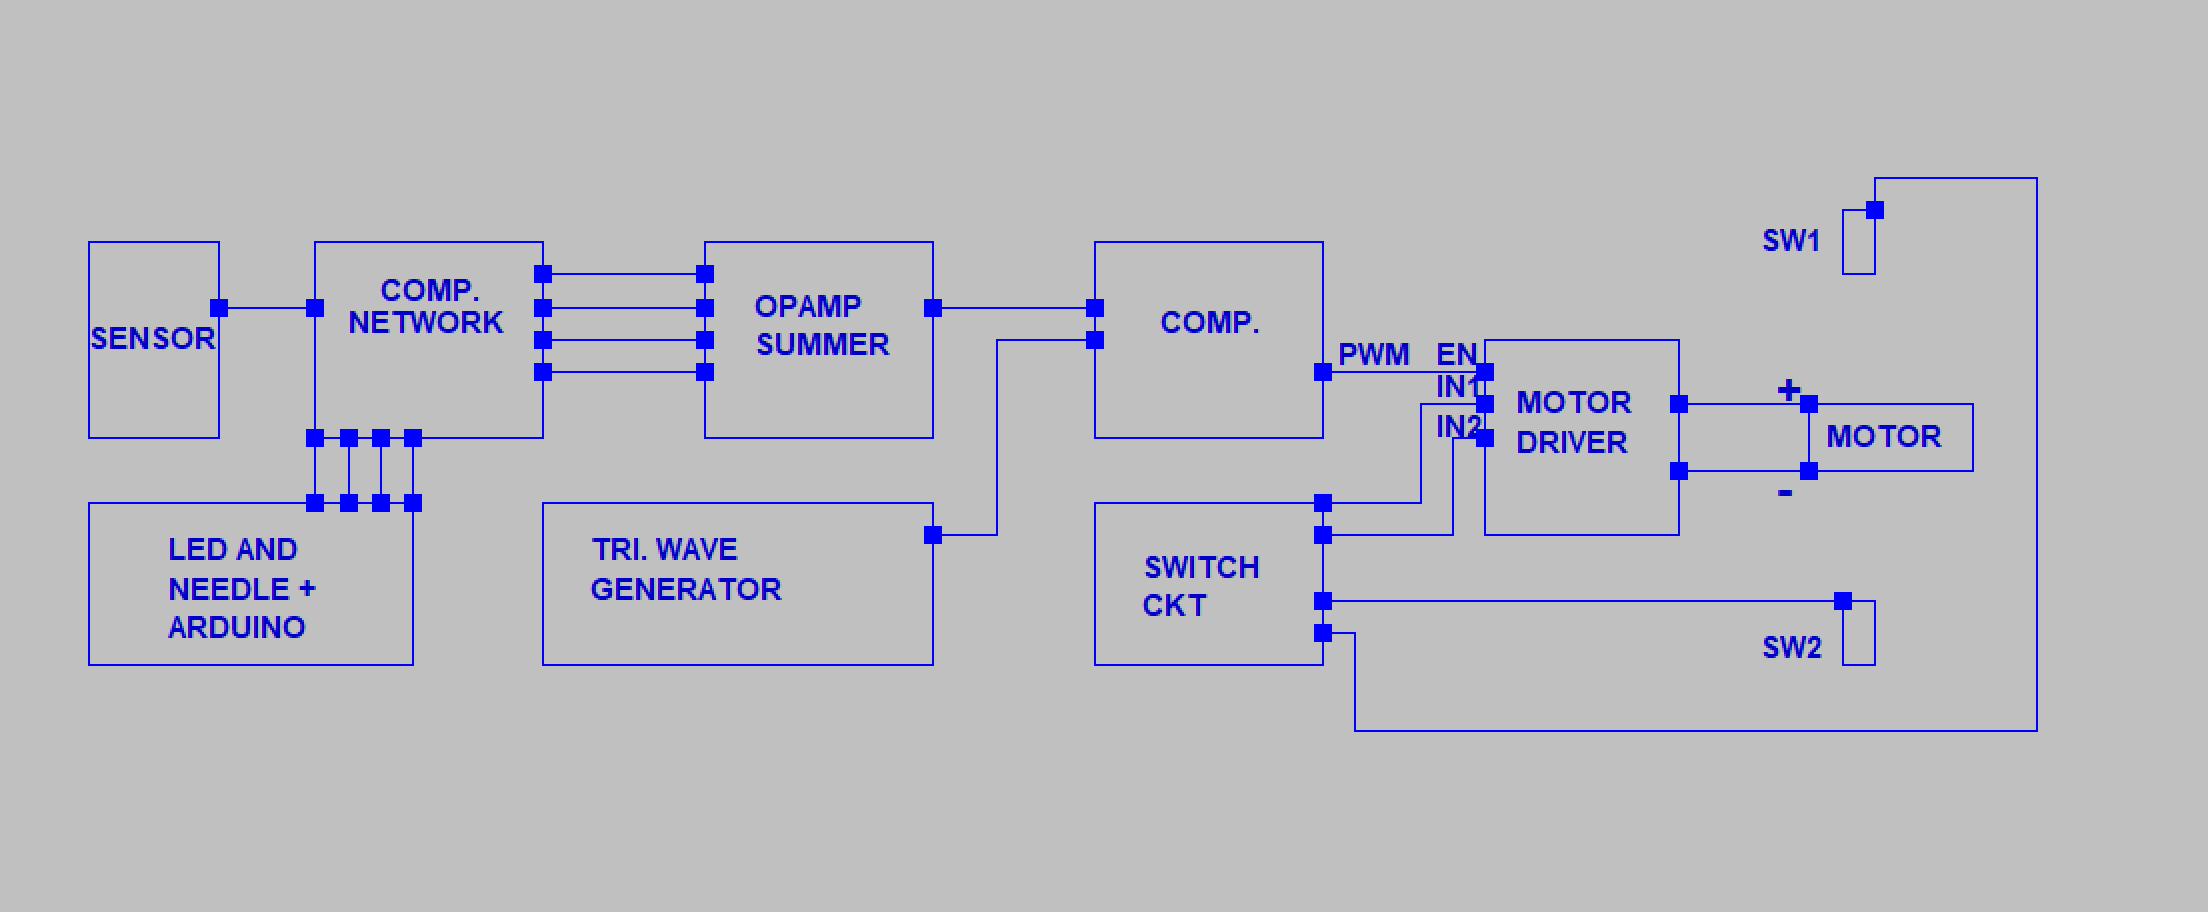 SENSOR
COMP.
NETWORK
OPAMP
SUMMER
COMP.
PWM
EN
IN1
IN2
MOTOR
DRIVER
+
-
MOTOR
SW1
LED AND
NEEDLE +
ARDUINO
TRI. WAVE
GENERATOR
SWITCH
CKT
SW2